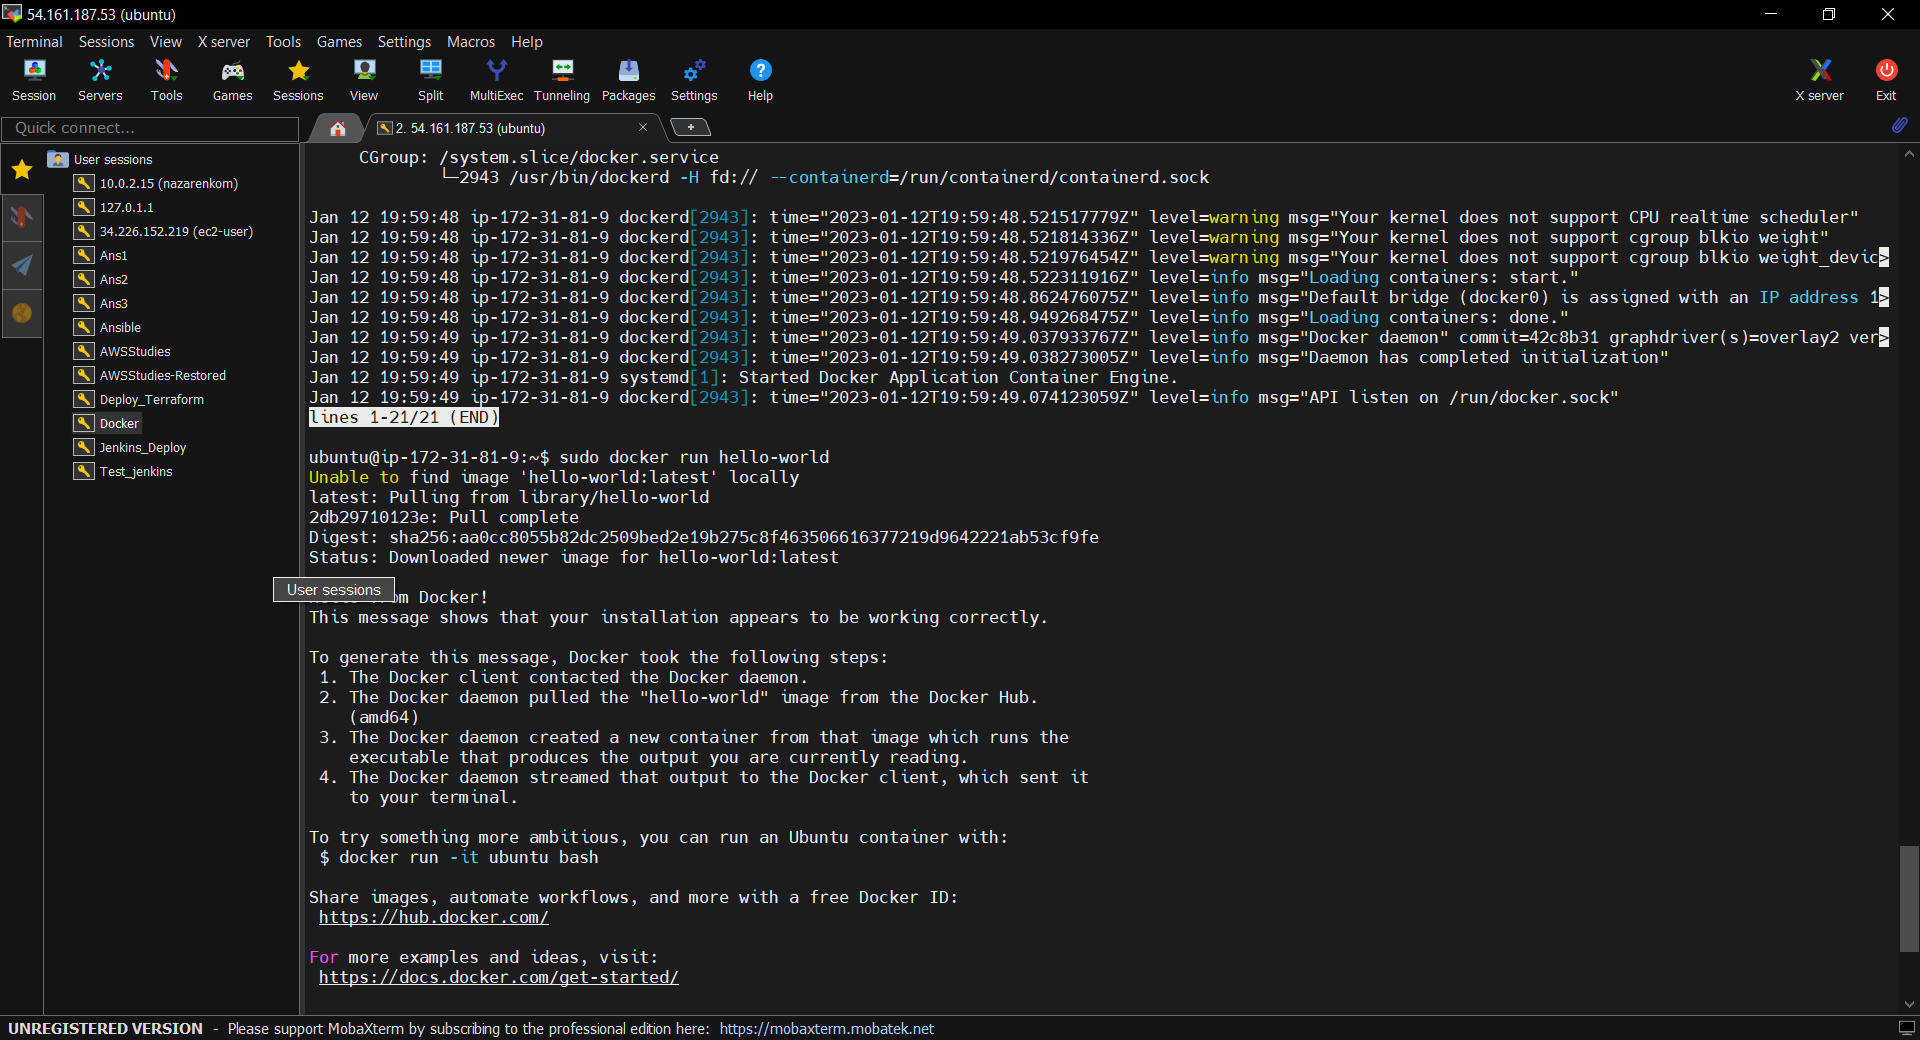 54.161.187.53 (ubuntu)
Terminal Sessions View X server Tools Games Settings Macros Help
Session Servers Tools Games Sessions View Split MultiExec Tunneling Packages Settings Help X server Exit
Quick connect...
2. 54.161.187.53 (ubuntu)
User sessions
10.0.2.15 (nazarenkom)
127.0.1.1
34.226.152.219 (ec2-user)
Ans1
Ans2
Ans3
Ansible
AWSStudies
AWSStudies-Restored
Deploy_Terraform
Docker
Jenkins_Deploy
Test_jenkins
CGroup: /system.slice/docker.service
└─2943 /usr/bin/dockerd -H fd:// --containerd=/run/containerd/containerd.sock
Jan 12 19:59:48 ip-172-31-81-9 dockerd[2943]: time="2023-01-12T19:59:48.521517779Z" level=warning msg="Your kernel does not support CPU realtime scheduler"
Jan 12 19:59:48 ip-172-31-81-9 dockerd[2943]: time="2023-01-12T19:59:48.521814336Z" level=warning msg="Your kernel does not support cgroup blkio weight"
Jan 12 19:59:48 ip-172-31-81-9 dockerd[2943]: time="2023-01-12T19:59:48.521976454Z" level=warning msg="Your kernel does not support cgroup blkio weight_devic>
Jan 12 19:59:48 ip-172-31-81-9 dockerd[2943]: time="2023-01-12T19:59:48.522311916Z" level=info msg="Loading containers: start."
Jan 12 19:59:48 ip-172-31-81-9 dockerd[2943]: time="2023-01-12T19:59:48.862476075Z" level=info msg="Default bridge (docker0) is assigned with an IP address 1>
Jan 12 19:59:48 ip-172-31-81-9 dockerd[2943]: time="2023-01-12T19:59:48.949268475Z" level=info msg="Loading containers: done."
Jan 12 19:59:49 ip-172-31-81-9 dockerd[2943]: time="2023-01-12T19:59:49.037933767Z" level=info msg="Docker daemon" commit=42c8b31 graphdriver(s)=overlay2 ver>
Jan 12 19:59:49 ip-172-31-81-9 dockerd[2943]: time="2023-01-12T19:59:49.038273005Z" level=info msg="Daemon has completed initialization"
Jan 12 19:59:49 ip-172-31-81-9 systemd[1]: Started Docker Application Container Engine.
Jan 12 19:59:49 ip-172-31-81-9 dockerd[2943]: time="2023-01-12T19:59:49.074123059Z" level=info msg="API listen on /run/docker.sock"
lines 1-21/21 (END)
ubuntu@ip-172-31-81-9:~$ sudo docker run hello-world
Unable to find image 'hello-world:latest' locally
latest: Pulling from library/hello-world
2db29710123e: Pull complete
Digest: sha256:aa0cc8055b82dc2509bed2e19b275c8f463506616377219d9642221ab53cf9fe
Status: Downloaded newer image for hello-world:latest
User sessions
om Docker!
This message shows that your installation appears to be working correctly.
To generate this message, Docker took the following steps:
1. The Docker client contacted the Docker daemon.
2. The Docker daemon pulled the "hello-world" image from the Docker Hub.
(amd64)
3. The Docker daemon created a new container from that image which runs the
executable that produces the output you are currently reading.
4. The Docker daemon streamed that output to the Docker client, which sent it
to your terminal.
To try something more ambitious, you can run an Ubuntu container with:
$ docker run -it ubuntu bash
Share images, automate workflows, and more with a free Docker ID:
https://hub.docker.com/
For more examples and ideas, visit:
https://docs.docker.com/get-started/
UNREGISTERED VERSION - Please support MobaXterm by subscribing to the professional edition here: https://mobaxterm.mobatek.net